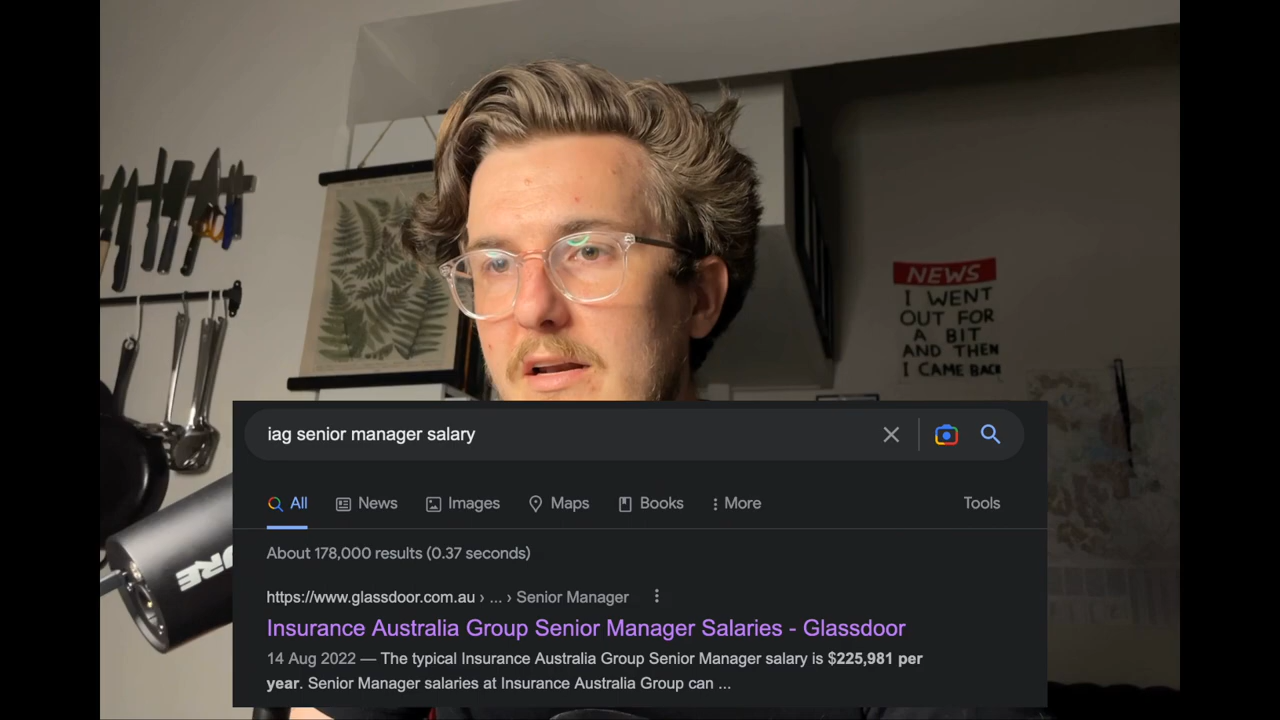 NEWS
I WENT
OUT FOR
A BIT
AND THEN
I CAME BACK
iag senior manager salary
All News Images Maps Books More Tools
About 178,000 results (0.37 seconds)
https://www.glassdoor.com.au › ... › Senior Manager
Insurance Australia Group Senior Manager Salaries - Glassdoor
14 Aug 2022 — The typical Insurance Australia Group Senior Manager salary is $225,981 per
year. Senior Manager salaries at Insurance Australia Group can ...